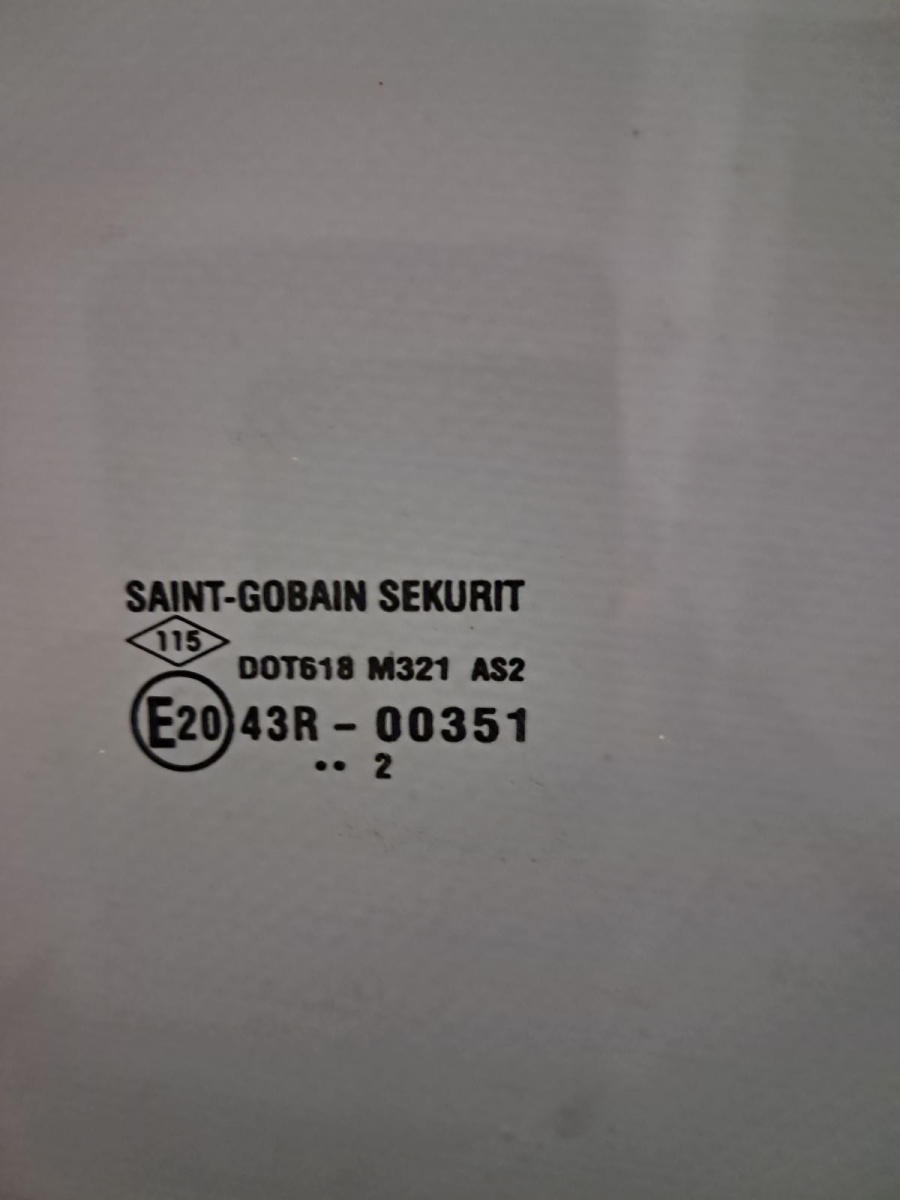 SAINT-GOBAIN SEKURIT
115
DOT618 M321 AS2
E20 43R - 00351
•• 2